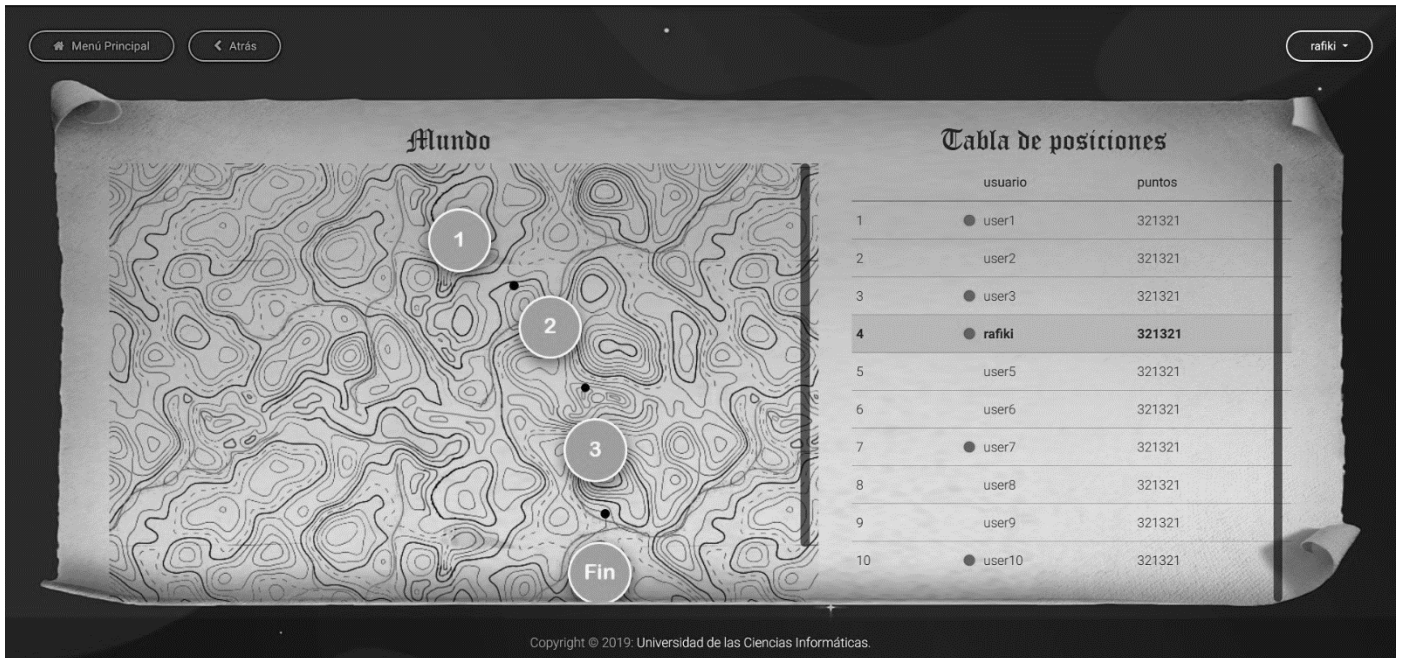 Menú Principal
Atrás
rafiki
Mundo
1
2
3
Fin
Tabla de posiciones
usuario puntos
1 user1 321321
2 user2 321321
3 user3 321321
4 rafiki 321321
5 user5 321321
6 user6 321321
7 user7 321321
8 user8 321321
9 user9 321321
10 user10 321321
Copyright © 2019: Universidad de las Ciencias Informáticas.